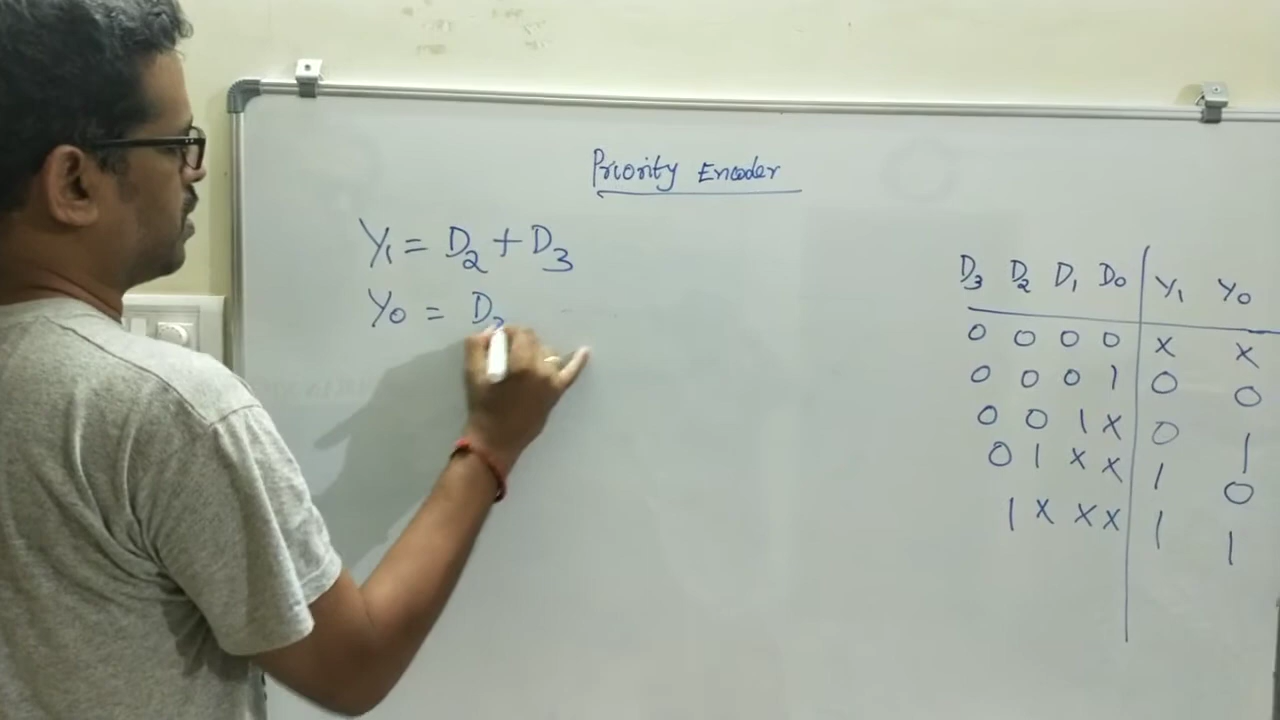 Priority Encoder
Y₁ = D₂ + D₃
Y₀ = D
D₃ D₂ D₁ D₀ Y₁ Y₀
0 0 0 0 X X
0 0 0 1 0 0
0 0 1 X 0 1
0 1 X X 1 0
1 X X X 1 1